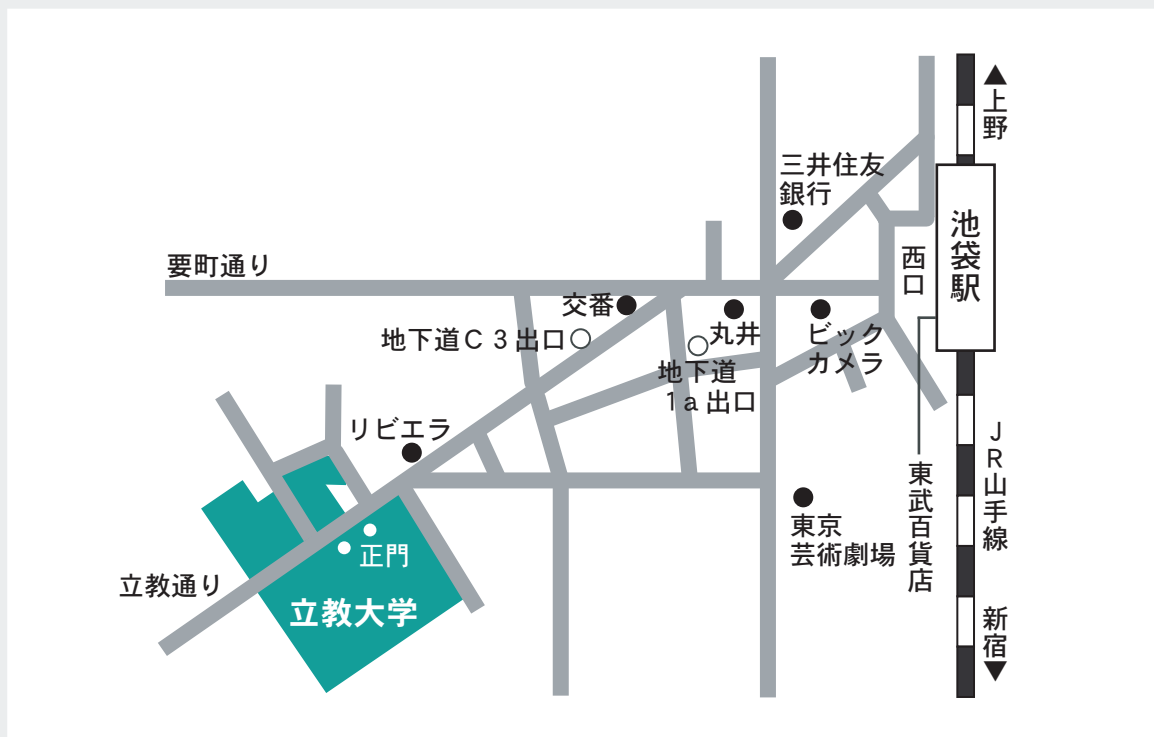 上野
三井住友
銀行
池袋駅
西口
要町通り
交番
丸井
ビック
カメラ
地下道C3出口
地下道
1a出口
リビエラ
JR山手線
東武百貨店
東京
芸術劇場
正門
立教通り
立教大学
新宿